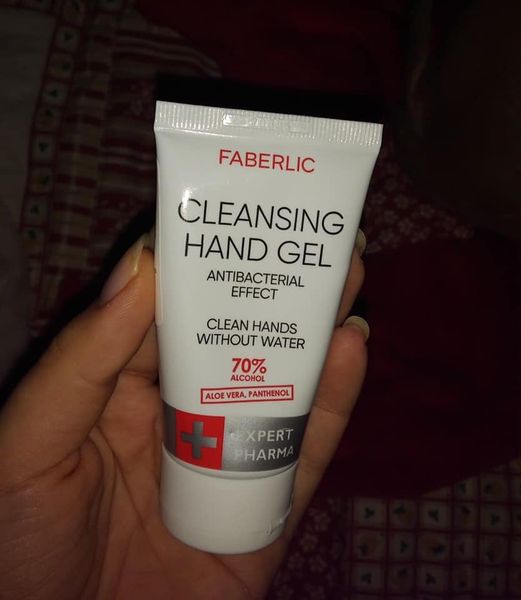 FABERLIC
CLEANSING
HAND GEL
ANTIBACTERIAL
EFFECT
CLEAN HANDS
WITHOUT WATER
70%
ALCOHOL
ALOE VERA, PANTHENOL
EXPERT
PHARMA